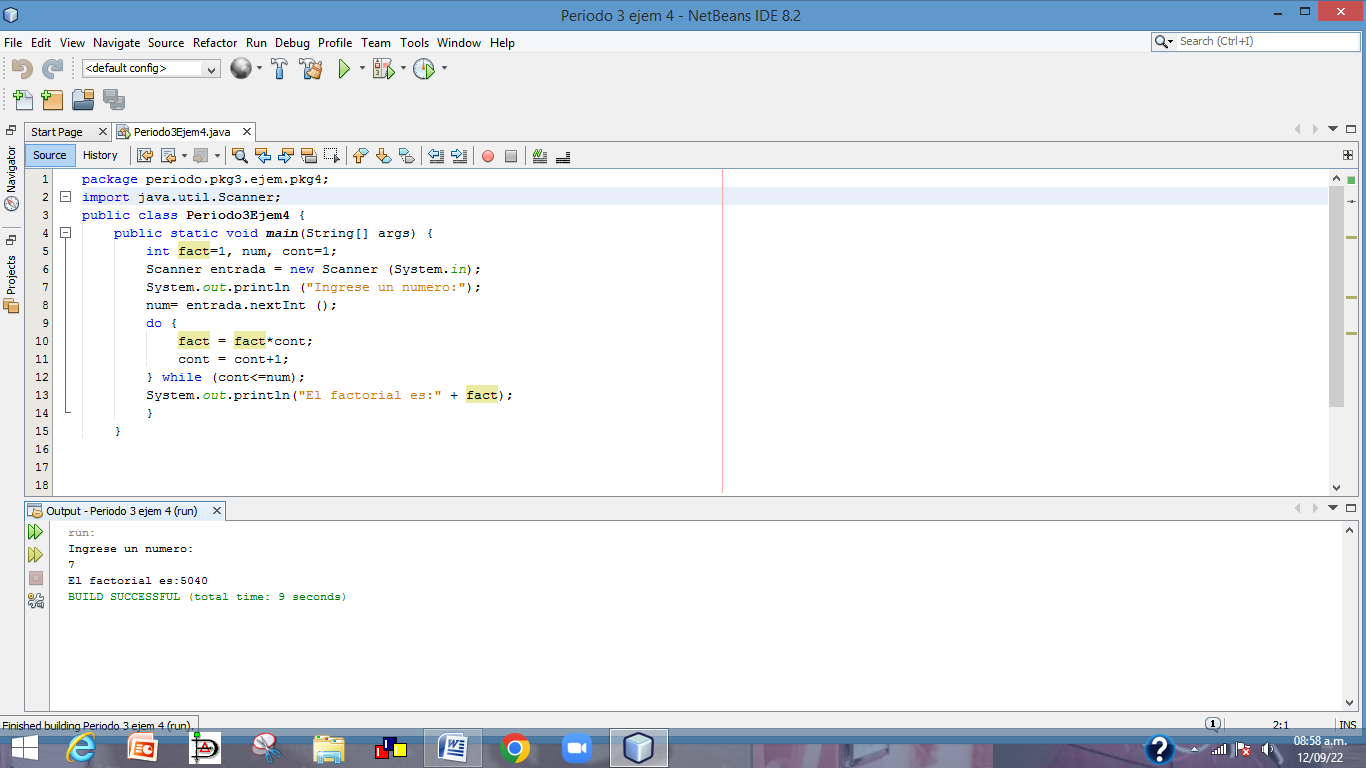 Periodo 3 ejem 4 - NetBeans IDE 8.2
File Edit View Navigate Source Refactor Run Debug Profile Team Tools Window Help
Search (Ctrl+I)
<default config>
Start Page
Periodo3Ejem4.java
Navigator
Projects
Source History
1 package periodo.pkg3.ejem.pkg4;
2 import java.util.Scanner;
3 public class Periodo3Ejem4 {
4 public static void main(String[] args) {
5 int fact=1, num, cont=1;
6 Scanner entrada = new Scanner (System.in);
7 System.out.println ("Ingrese un numero:");
8 num= entrada.nextInt ();
9 do {
10 fact = fact*cont;
11 cont = cont+1;
12 } while (cont<=num);
13 System.out.println("El factorial es:" + fact);
14 }
15 }
16
17
18
Output - Periodo 3 ejem 4 (run)
run:
Ingrese un numero:
7
El factorial es:5040
BUILD SUCCESSFUL (total time: 9 seconds)
Finished building Periodo 3 ejem 4 (run).
1
2:1
INS
08:58 a.m.
12/09/22